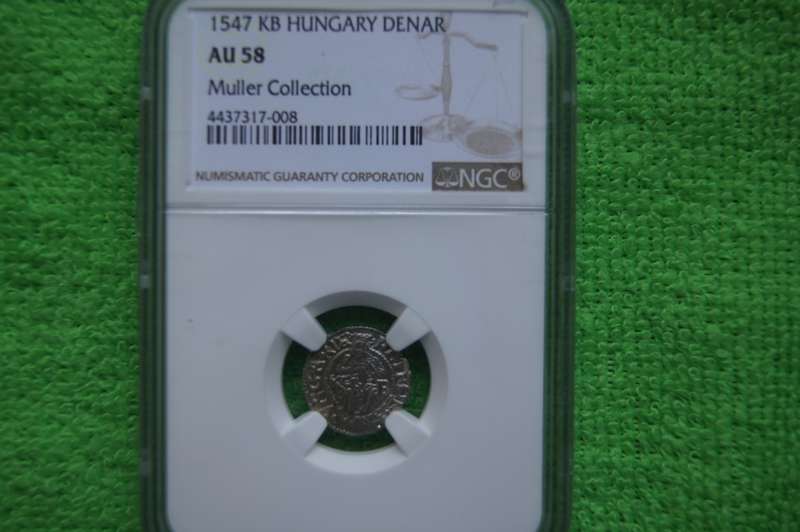 1547 KB HUNGARY DENAR
AU 58
Muller Collection
4437317-008
NUMISMATIC GUARANTY CORPORATION NGC®